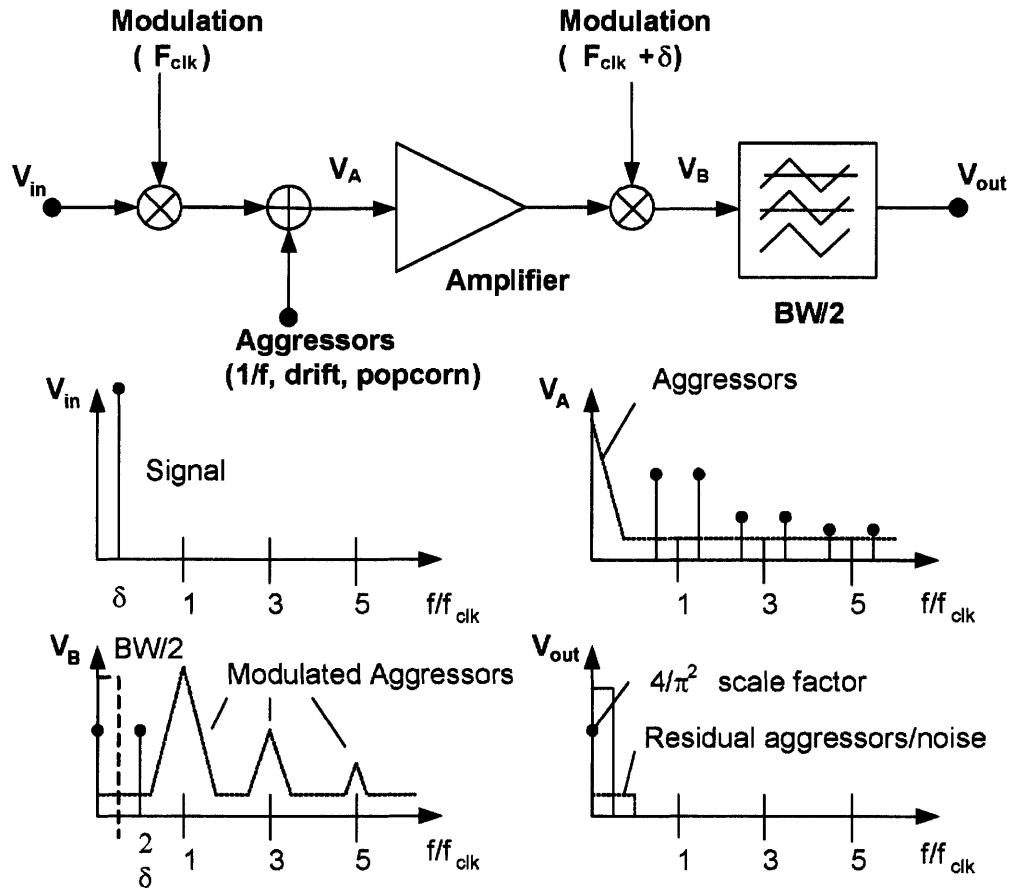 Modulation
( Fclk)
Modulation
( Fclk +δ)
Vin
VA
VB
Vout
Amplifier
BW/2
Aggressors
(1/f, drift, popcorn)
Vin
Signal
δ
1
3
5
f/fclk
VA
Aggressors
1
3
5
f/fclk
VB
BW/2
Modulated Aggressors
2
δ
1
3
5
f/fclk
Vout
4/π² scale factor
Residual aggressors/noise
1
3
5
f/fclk